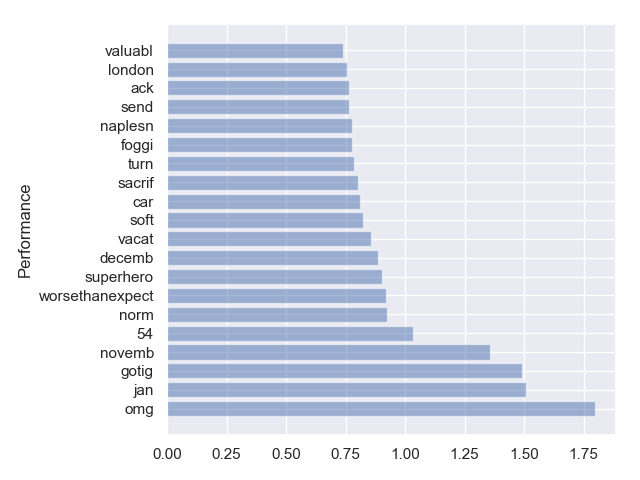 valuabl
london
ack
send
naplesn
foggi
turn
sacrif
car
soft
vacat
decemb
superhero
worsethanexpect
norm
54
novemb
gotig
jan
omg
Performance
0.00 0.25 0.50 0.75 1.00 1.25 1.50 1.75